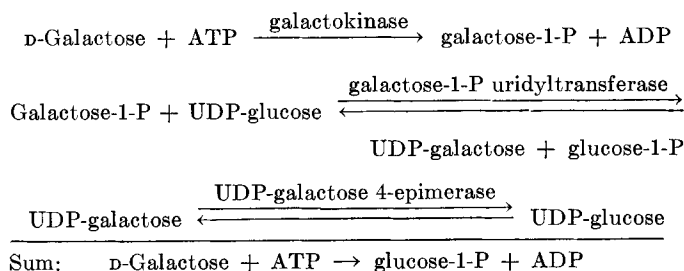 galactokinase
D-Galactose + ATP ⟶ galactose-1-P + ADP
galactose-1-P uridyltransferase
Galactose-1-P + UDP-glucose ⇌
UDP-galactose + glucose-1-P
UDP-galactose 4-epimerase
UDP-galactose ⇌ UDP-glucose
Sum: D-Galactose + ATP → glucose-1-P + ADP